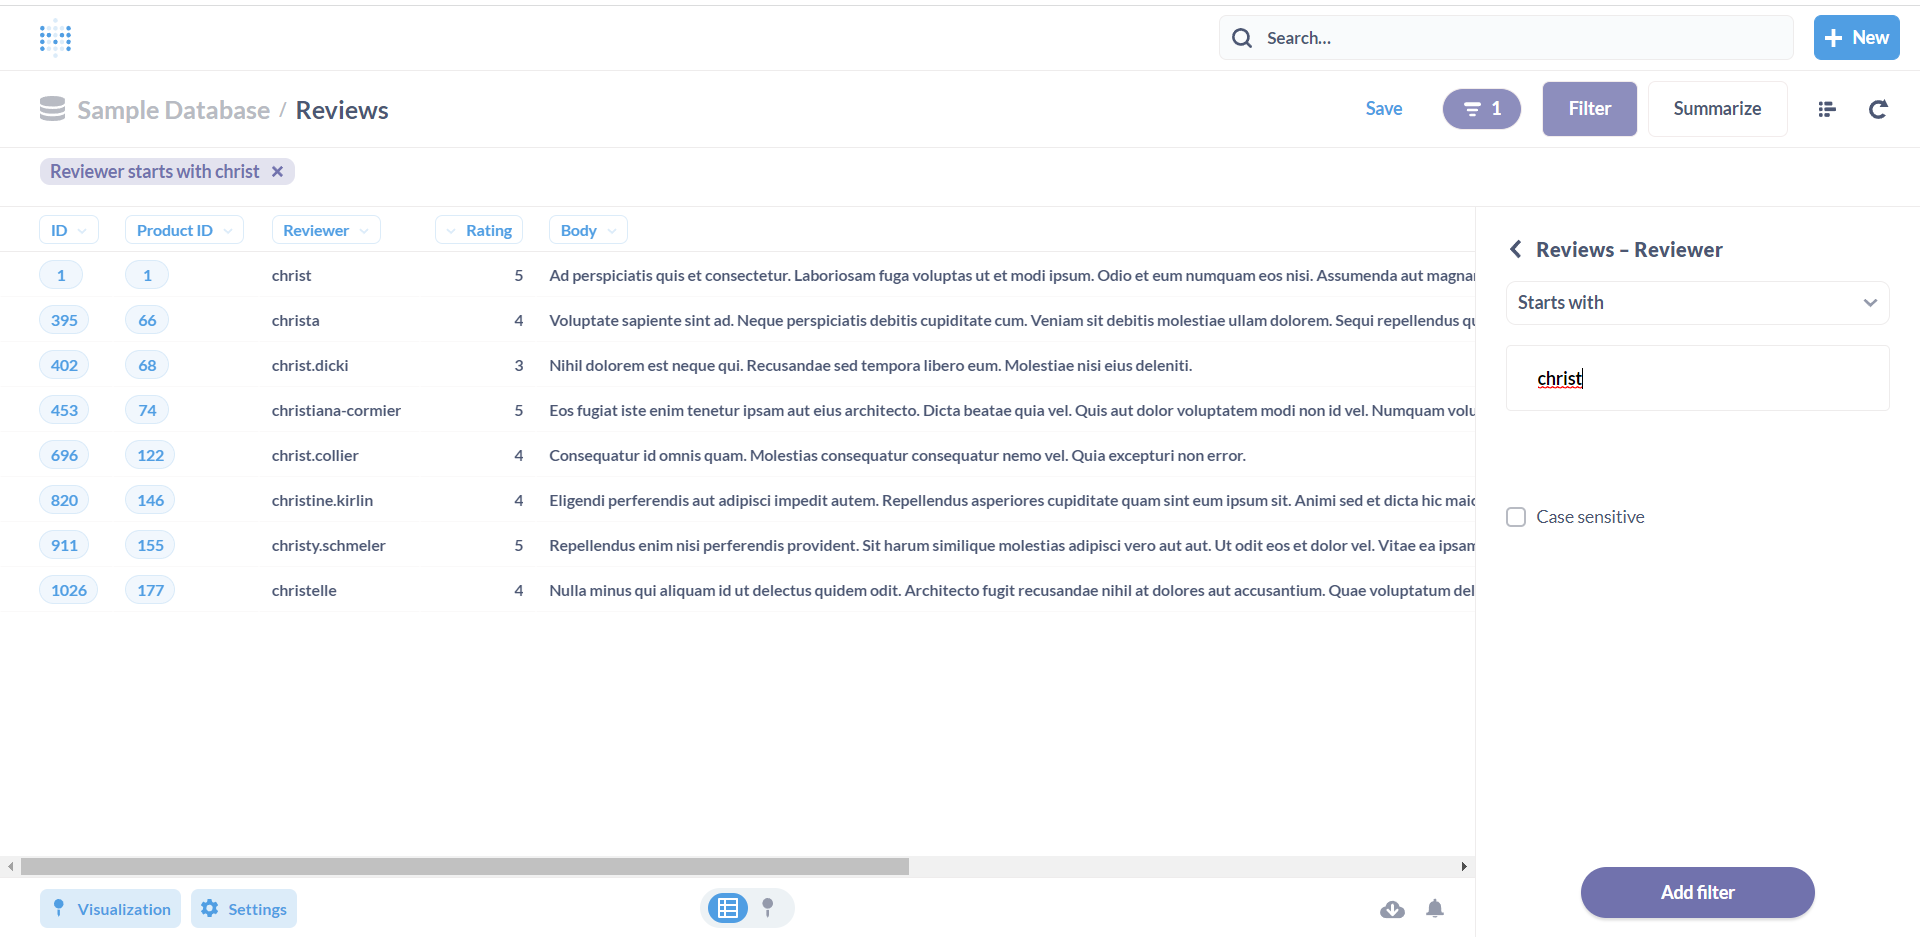 Search...
New
Sample Database / Reviews
Save
1
Filter
Summarize
Reviewer starts with christ
ID Product ID Reviewer Rating Body
1 1 christ 5 Ad perspiciatis quis et consectetur. Laboriosam fuga voluptas ut et modi ipsum. Odio et eum numquam eos nisi. Assumenda aut magna
395 66 christa 4 Voluptate sapiente sint ad. Neque perspiciatis debitis cupiditate cum. Veniam sit debitis molestiae ullam dolorem. Sequi repellendus qu
402 68 christ.dicki 3 Nihil dolorem est neque qui. Recusandae sed tempora libero eum. Molestiae nisi eius deleniti.
453 74 christiana-cormier 5 Eos fugiat iste enim tenetur ipsam aut eius architecto. Dicta beatae quia vel. Quis aut dolor voluptatem modi non id vel. Numquam volu
696 122 christ.collier 4 Consequatur id omnis quam. Molestias consequatur consequatur nemo vel. Quia excepturi non error.
820 146 christine.kirlin 4 Eligendi perferendis aut adipisci impedit autem. Repellendus asperiores cupiditate quam sint eum ipsum sit. Animi sed et dicta hic maio
911 155 christy.schmeler 5 Repellendus enim nisi perferendis provident. Sit harum similique molestias adipisci vero aut aut. Ut odit eos et dolor vel. Vitae ea ipsam
1026 177 christelle 4 Nulla minus qui aliquam id ut delectus quidem odit. Architecto fugit recusandae nihil at dolores aut accusantium. Quae voluptatum del
Reviews – Reviewer
Starts with
christ
Case sensitive
Add filter
Visualization
Settings